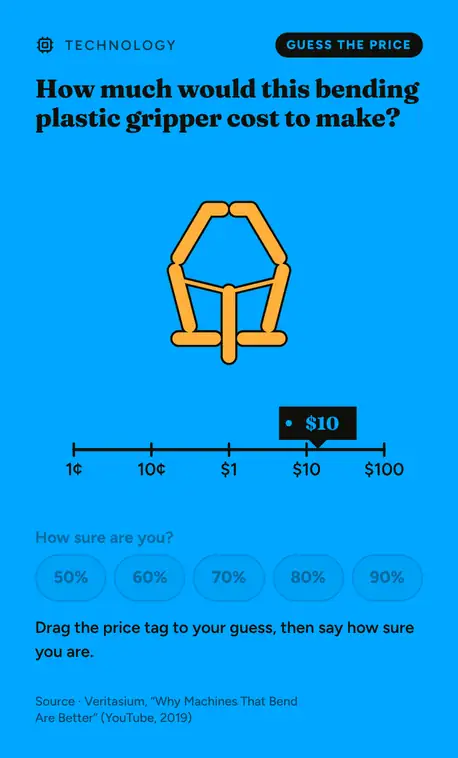 TECHNOLOGY
GUESS THE PRICE
How much would this bending
plastic gripper cost to make?
$10
1¢ 10¢ $1 $10 $100
How sure are you?
50% 60% 70% 80% 90%
Drag the price tag to your guess, then say how sure
you are.
Source · Veritasium, “Why Machines That Bend
Are Better” (YouTube, 2019)